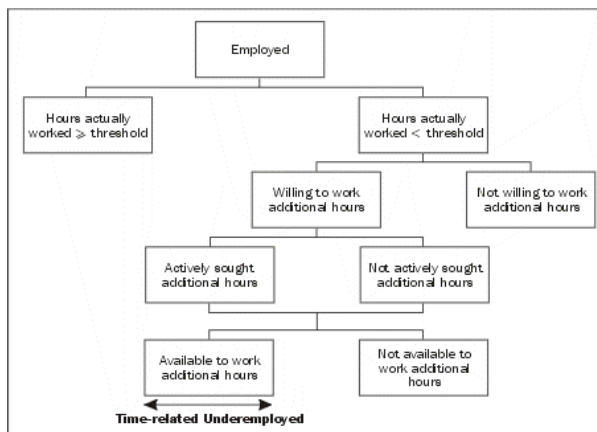 Employed
Hours actually
worked ⩾ threshold
Hours actually
worked < threshold
Willing to work
additional hours
Not willing to work
additional hours
Actively sought
additional hours
Not actively sought
additional hours
Available to work
additional hours
Not available to
work additional
hours
Time-related Underemployed